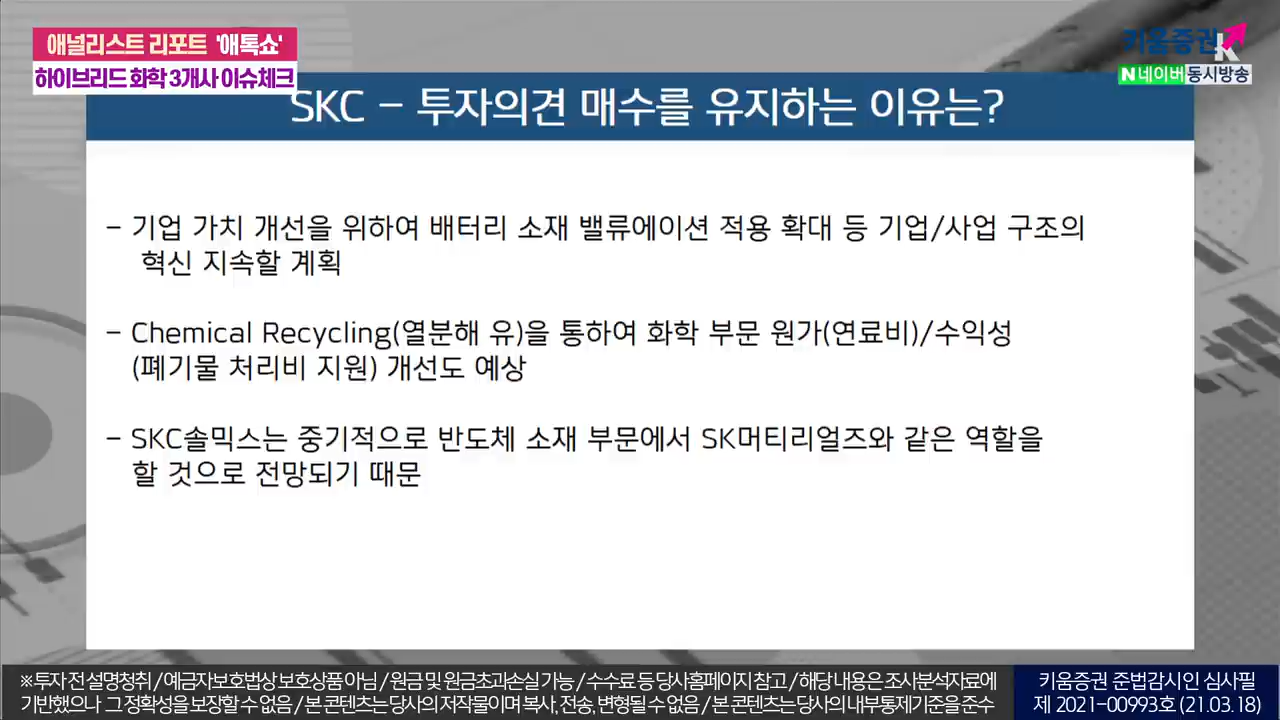 애널리스트 리포트 '애톡쇼'
하이브리드 화학 3개사 이슈체크
키움증권
N네이버동시방송
SKC – 투자의견 매수를 유지하는 이유는?
– 기업 가치 개선을 위하여 배터리 소재 밸류에이션 적용 확대 등 기업/사업 구조의
혁신 지속할 계획
– Chemical Recycling(열분해 유)을 통하여 화학 부문 원가(연료비)/수익성
(폐기물 처리비 지원) 개선도 예상
– SKC솔믹스는 중기적으로 반도체 소재 부문에서 SK머티리얼즈와 같은 역할을
할 것으로 전망되기 때문
※ 투자 전 설명청취 / 예금자보호법상 보호상품 아님 / 원금 및 원금초과손실 가능 / 수수료 등 당사홈페이지 참고 / 해당 내용은 조사분석자료에
기반했으나 그 정확성을 보장할 수 없음 / 본 콘텐츠는 당사의 저작물이며 복사, 전송, 변형될 수 없음 / 본 콘텐츠는 당사의 내부통제기준을 준수
키움증권 준법감시인 심사필
제 2021-00993호 (21.03.18)